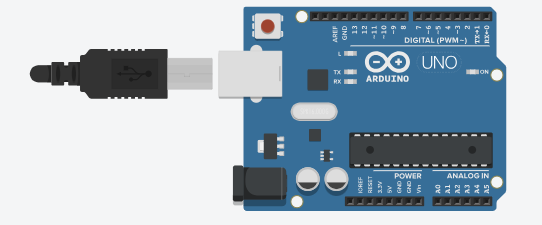 AREF
GND
13
12
~11
~10
~9
8
7
~6
~5
4
~3
2
TX→1
RX←0
DIGITAL (PWM~)
L
TX
RX
ARDUINO
UNO
ON
POWER
ANALOG IN
IOREF
RESET
3.3V
5V
GND
GND
Vin
A0
A1
A2
A3
A4
A5